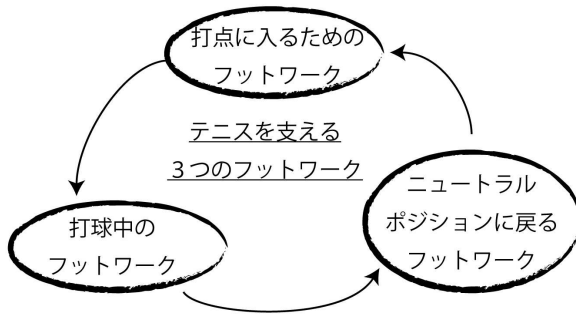 打点に入るための
フットワーク
テニスを支える
３つのフットワーク
打球中の
フットワーク
ニュートラル
ポジションに戻る
フットワーク